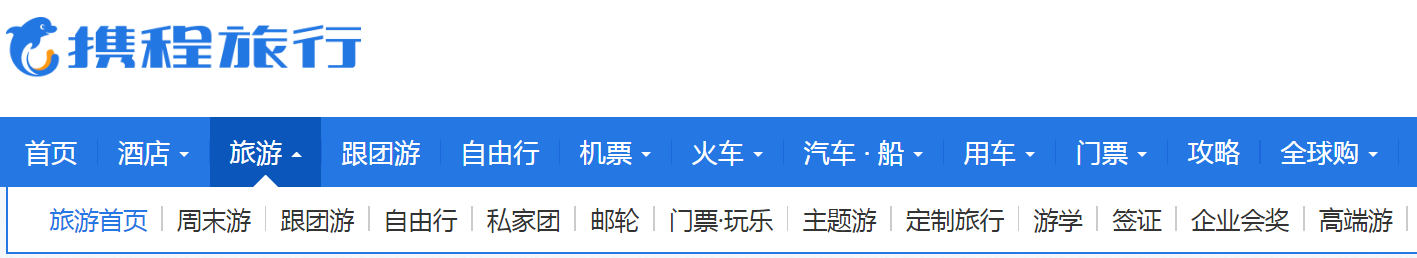 携程旅行
首页 酒店 旅游 跟团游 自由行 机票 火车 汽车·船 用车 门票 攻略 全球购
旅游首页 周末游 跟团游 自由行 私家团 邮轮 门票·玩乐 主题游 定制旅行 游学 签证 企业会奖 高端游